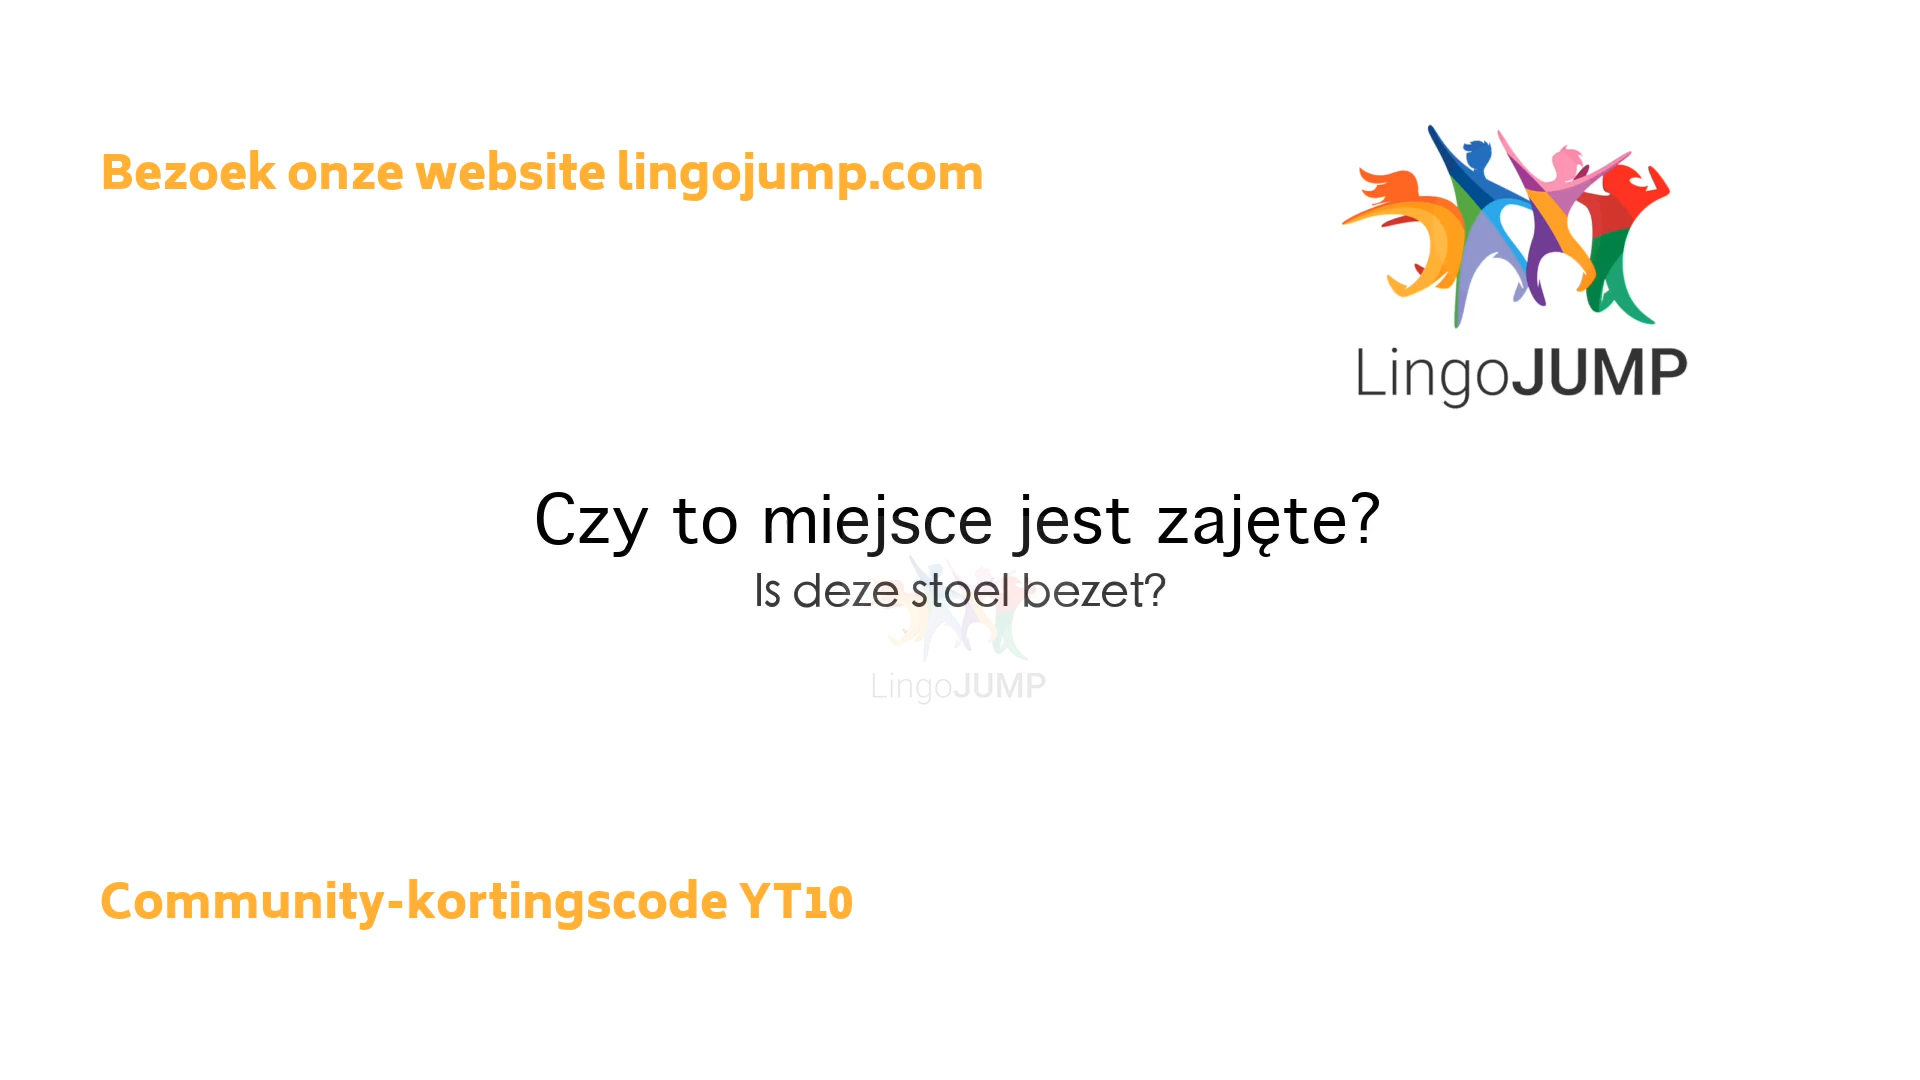 Bezoek onze website lingojump.com
LingoJUMP
Czy to miejsce jest zajęte?
Is deze stoel bezet?
LingoJUMP
Community-kortingscode YT10